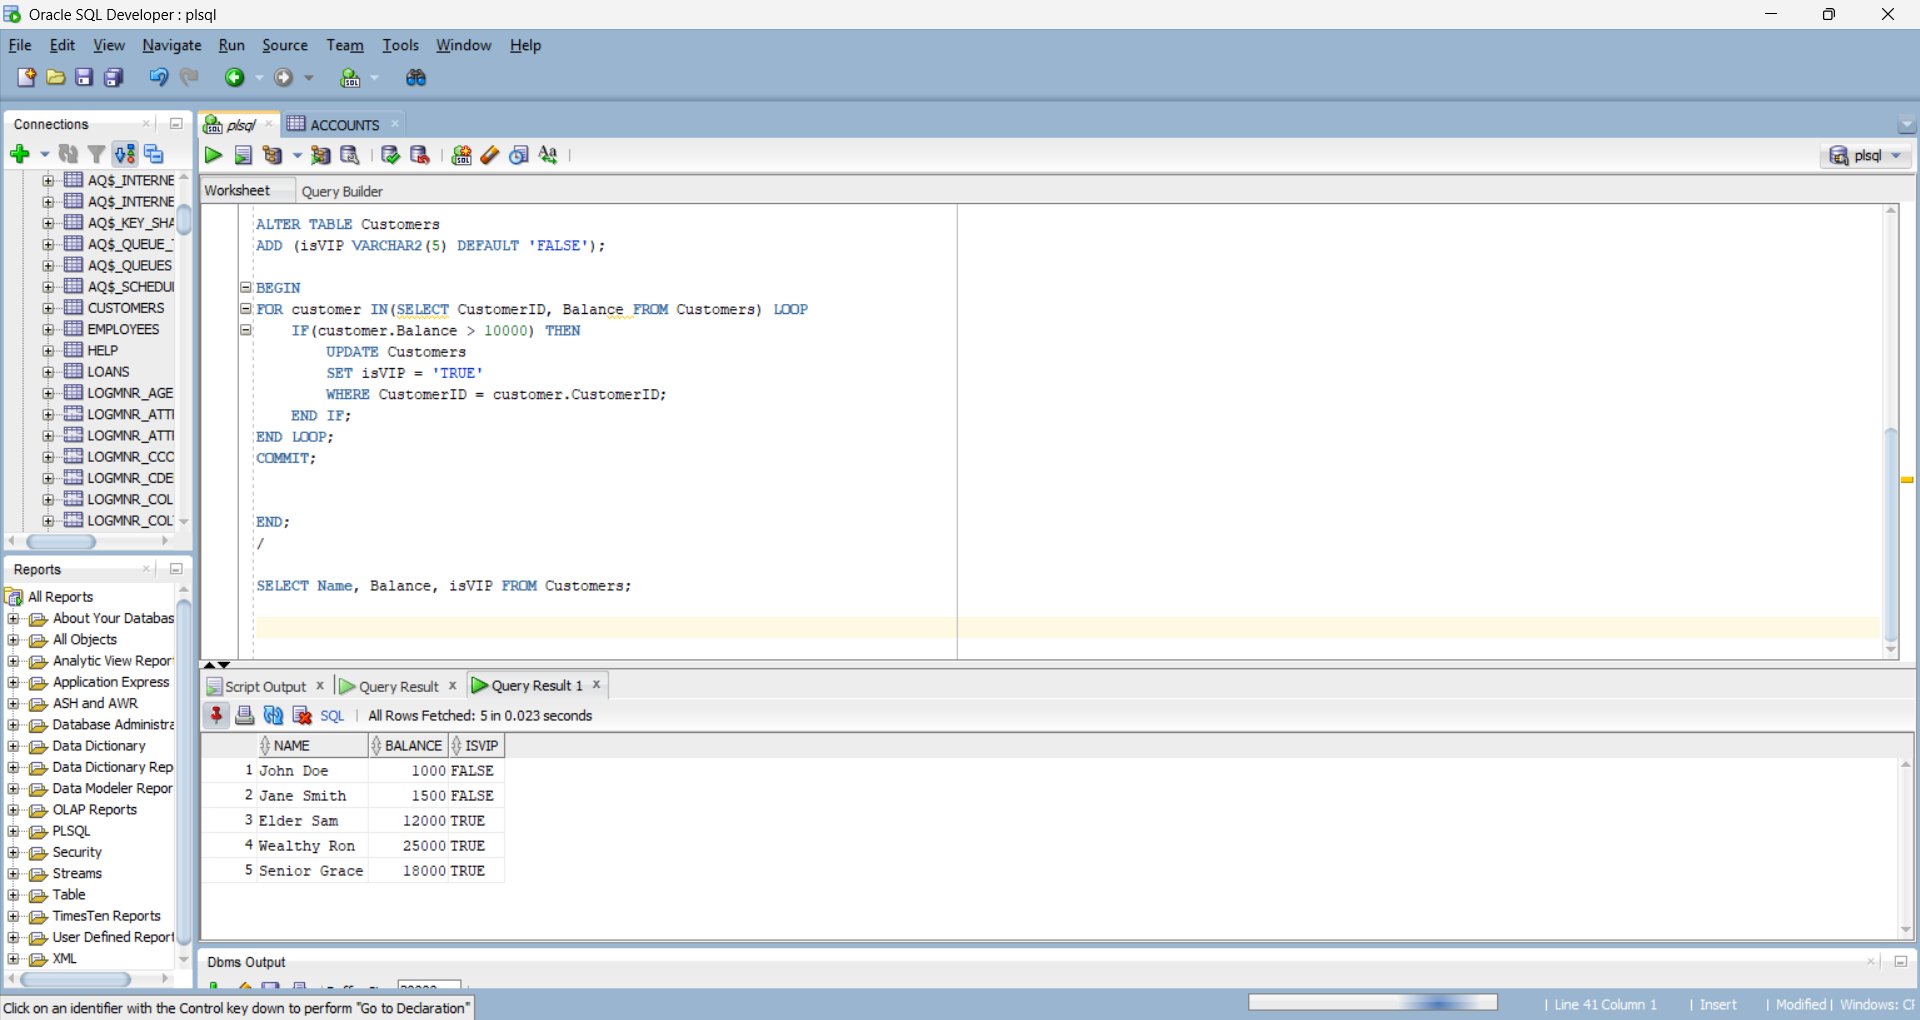 Oracle SQL Developer : plsql
File Edit View Navigate Run Source Team Tools Window Help
Connections
AQ$_INTERNE
AQ$_INTERNE
AQ$_KEY_SHA
AQ$_QUEUE_
AQ$_QUEUES
AQ$_SCHEDU
CUSTOMERS
EMPLOYEES
HELP
LOANS
LOGMNR_AGE
LOGMNR_ATT
LOGMNR_ATT
LOGMNR_CCO
LOGMNR_CDE
LOGMNR_COL
LOGMNR_COL
Reports
All Reports
About Your Databas
All Objects
Analytic View Repor
Application Express
ASH and AWR
Database Administra
Data Dictionary
Data Dictionary Rep
Data Modeler Repor
OLAP Reports
PLSQL
Security
Streams
Table
TimesTen Reports
User Defined Report
XML
plsql ACCOUNTS
plsql
Worksheet Query Builder
ALTER TABLE Customers
ADD (isVIP VARCHAR2(5) DEFAULT 'FALSE');
BEGIN
FOR customer IN(SELECT CustomerID, Balance FROM Customers) LOOP
IF(customer.Balance > 10000) THEN
UPDATE Customers
SET isVIP = 'TRUE'
WHERE CustomerID = customer.CustomerID;
END IF;
END LOOP;
COMMIT;
END;
/
SELECT Name, Balance, isVIP FROM Customers;
Script Output Query Result Query Result 1
SQL All Rows Fetched: 5 in 0.023 seconds
NAME BALANCE ISVIP
1 John Doe 1000 FALSE
2 Jane Smith 1500 FALSE
3 Elder Sam 12000 TRUE
4 Wealthy Ron 25000 TRUE
5 Senior Grace 18000 TRUE
Dbms Output
Click on an identifier with the Control key down to perform "Go to Declaration"
Line 41 Column 1 Insert Modified Windows: C